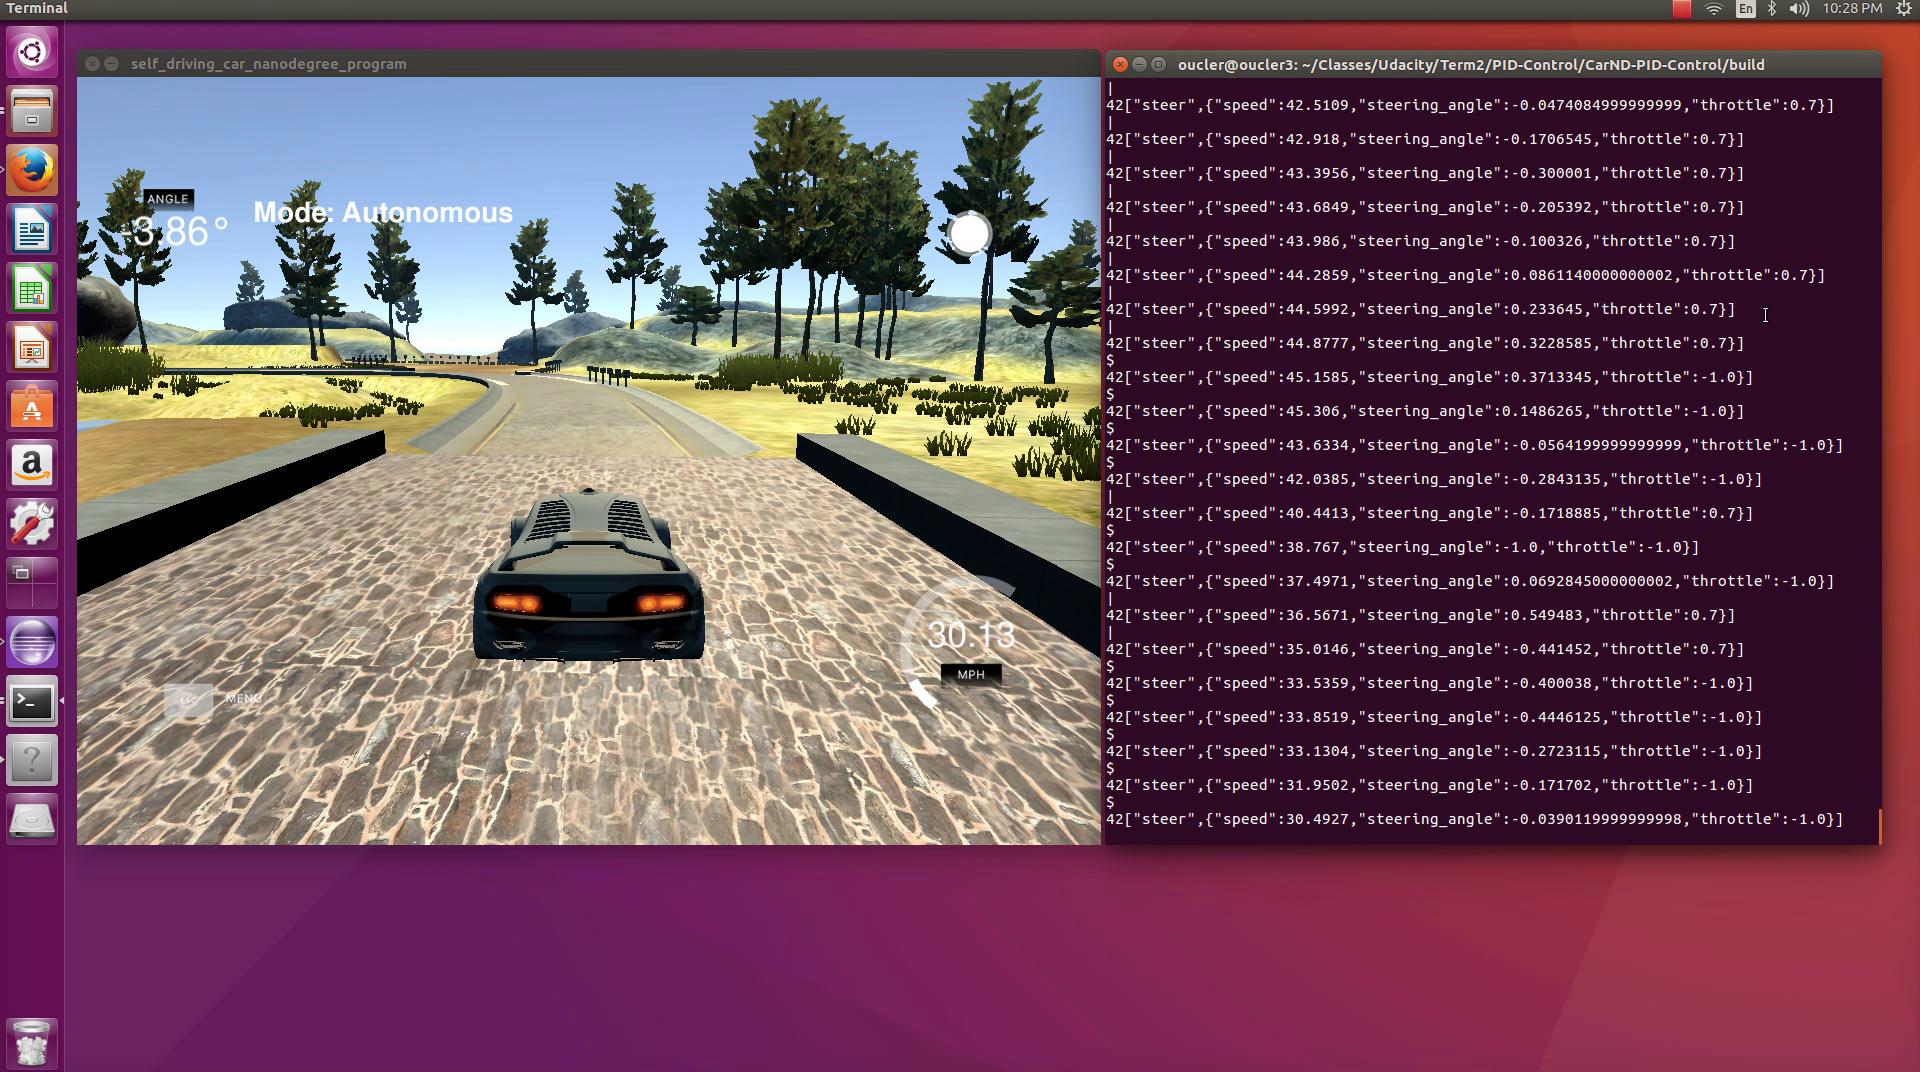 Terminal
En
10:28 PM
self_driving_car_nanodegree_program
ANGLE
-3.86°
Mode: Autonomous
30.13
MPH
ESC
MENU
oucler@oucler3: ~/Classes/Udacity/Term2/PID-Control/CarND-PID-Control/build
|
42["steer",{"speed":42.5109,"steering_angle":-0.0474084999999999,"throttle":0.7}]
|
42["steer",{"speed":42.918,"steering_angle":-0.1706545,"throttle":0.7}]
|
42["steer",{"speed":43.3956,"steering_angle":-0.300001,"throttle":0.7}]
|
42["steer",{"speed":43.6849,"steering_angle":-0.205392,"throttle":0.7}]
|
42["steer",{"speed":43.986,"steering_angle":-0.100326,"throttle":0.7}]
|
42["steer",{"speed":44.2859,"steering_angle":0.0861140000000002,"throttle":0.7}]
|
42["steer",{"speed":44.5992,"steering_angle":0.233645,"throttle":0.7}]
|
42["steer",{"speed":44.8777,"steering_angle":0.3228585,"throttle":0.7}]
$
42["steer",{"speed":45.1585,"steering_angle":0.3713345,"throttle":-1.0}]
$
42["steer",{"speed":45.306,"steering_angle":0.1486265,"throttle":-1.0}]
$
42["steer",{"speed":43.6334,"steering_angle":-0.0564199999999999,"throttle":-1.0}]
$
42["steer",{"speed":42.0385,"steering_angle":-0.2843135,"throttle":-1.0}]
|
42["steer",{"speed":40.4413,"steering_angle":-0.1718885,"throttle":0.7}]
$
42["steer",{"speed":38.767,"steering_angle":-1.0,"throttle":-1.0}]
$
42["steer",{"speed":37.4971,"steering_angle":0.0692845000000002,"throttle":-1.0}]
|
42["steer",{"speed":36.5671,"steering_angle":0.549483,"throttle":0.7}]
|
42["steer",{"speed":35.0146,"steering_angle":-0.441452,"throttle":0.7}]
$
42["steer",{"speed":33.5359,"steering_angle":-0.400038,"throttle":-1.0}]
$
42["steer",{"speed":33.8519,"steering_angle":-0.4446125,"throttle":-1.0}]
$
42["steer",{"speed":33.1304,"steering_angle":-0.2723115,"throttle":-1.0}]
$
42["steer",{"speed":31.9502,"steering_angle":-0.171702,"throttle":-1.0}]
$
42["steer",{"speed":30.4927,"steering_angle":-0.0390119999999998,"throttle":-1.0}]